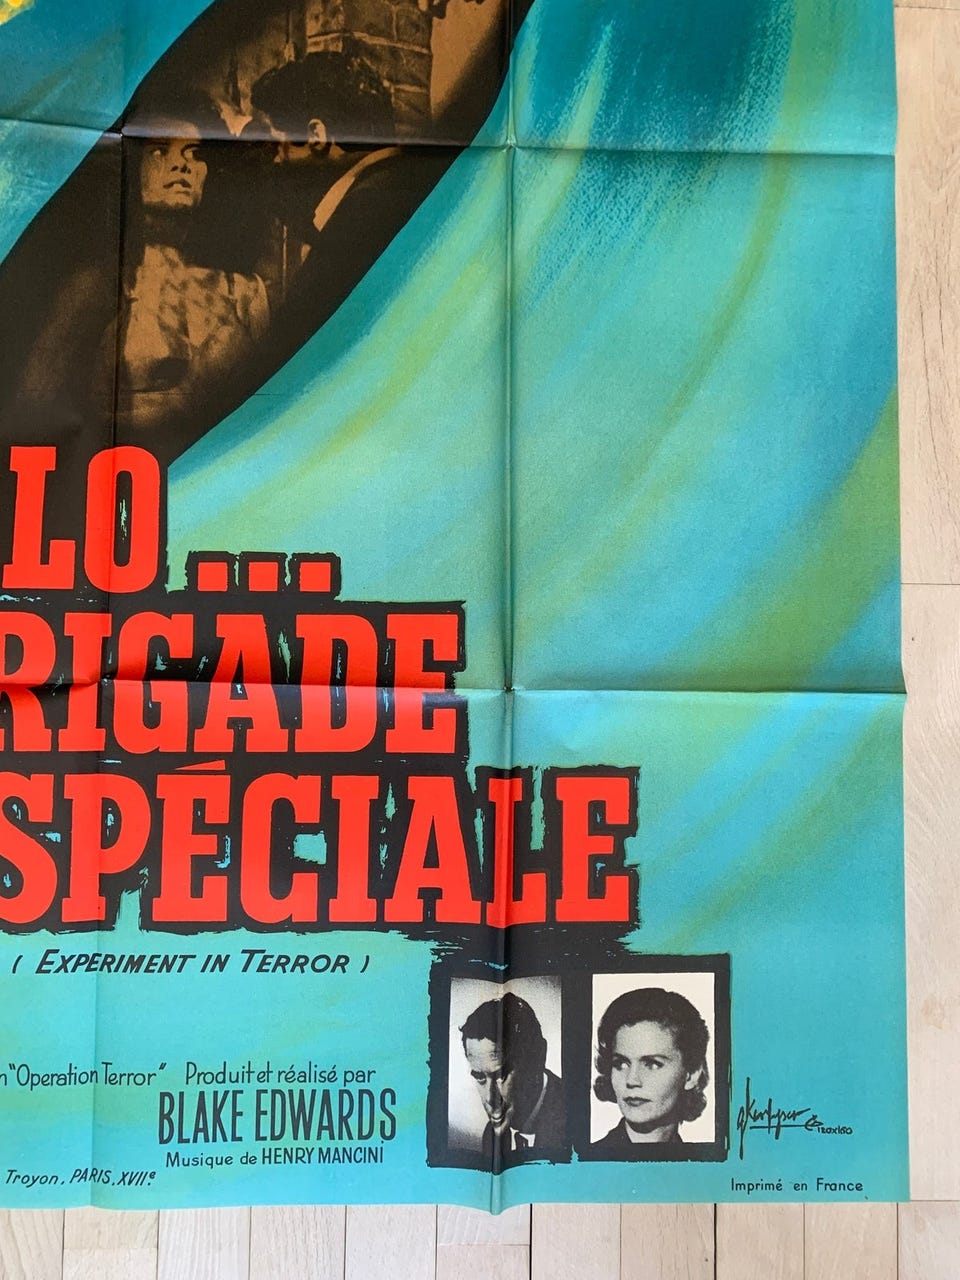 LO...
RIGADE
SPÉCIALE
( EXPERIMENT IN TERROR )
n "Operation Terror" Produit et réalisé par
BLAKE EDWARDS
Musique de HENRY MANCINI
Troyon. PARIS. XVIIe
120x160
Imprimé en France